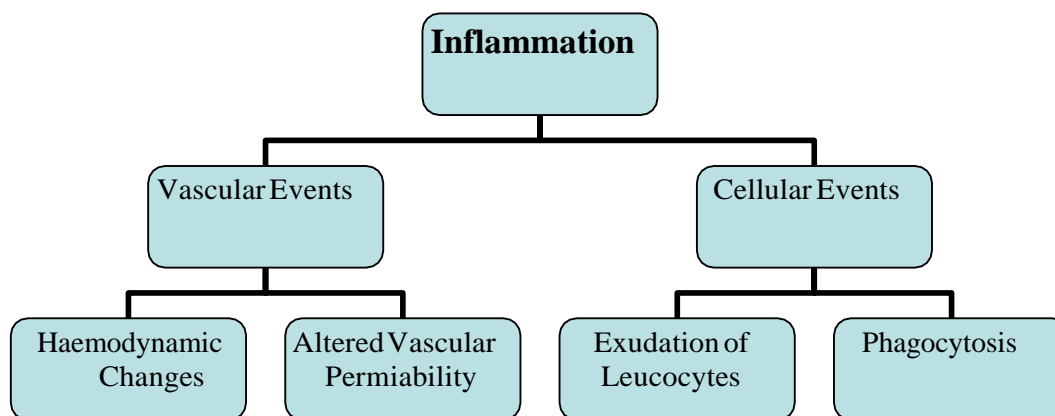 Inflammation
Vascular Events
Cellular Events
Haemodynamic
Changes
Altered Vascular
Permiability
Exudation of
Leucocytes
Phagocytosis